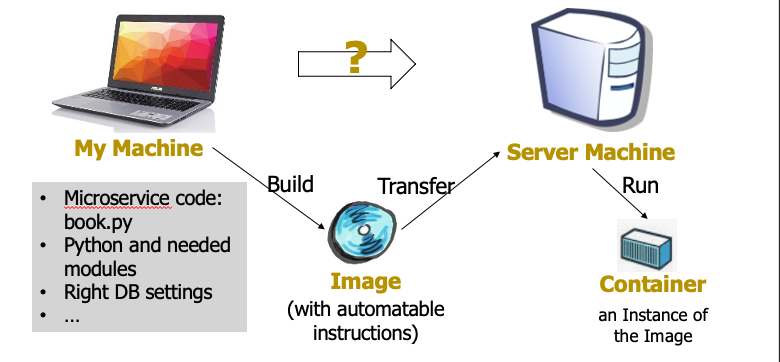 ?
My Machine
Server Machine
Build
Transfer
Run
• Microservice code:
book.py
• Python and needed
modules
• Right DB settings
• ...
Image
(with automatable
instructions)
Container
an Instance of
the Image